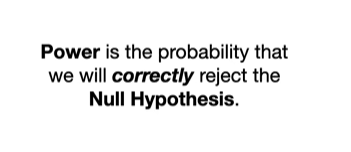 Power is the probability that
we will correctly reject the
Null Hypothesis.